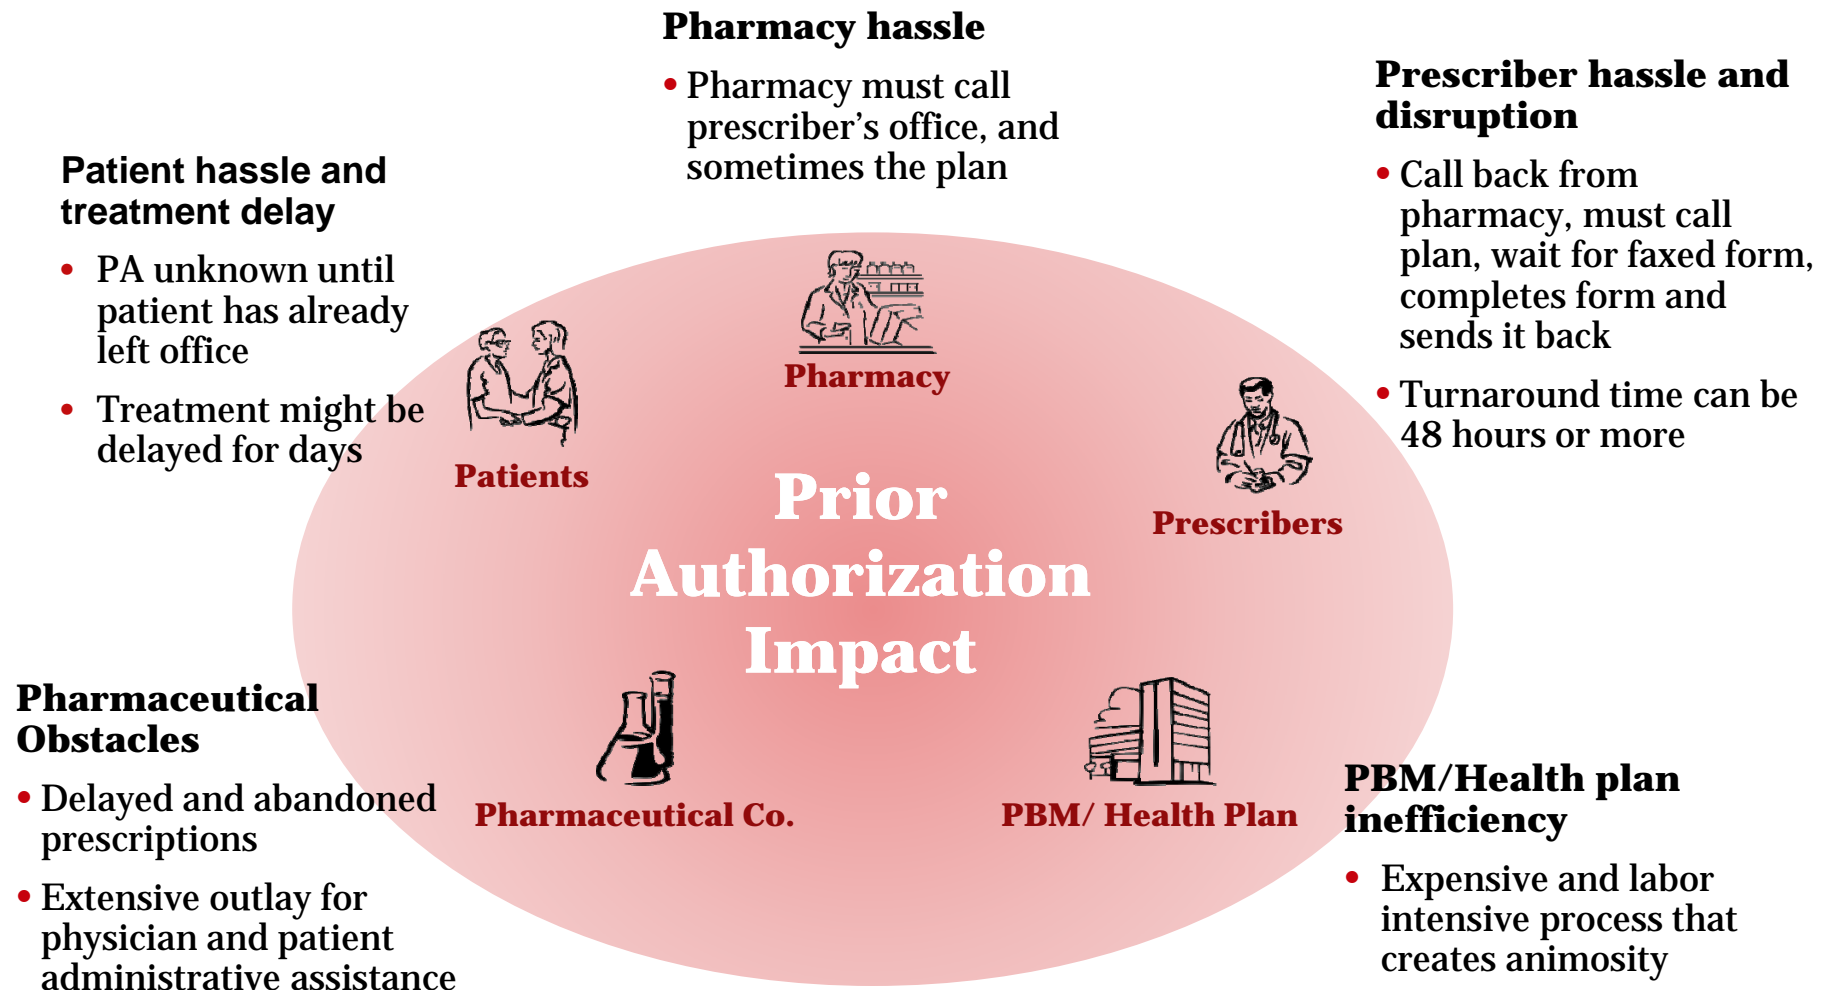 Pharmacy hassle
• Pharmacy must call
prescriber’s office, and
sometimes the plan
Prescriber hassle and
disruption
• Call back from
pharmacy, must call
plan, wait for faxed form,
completes form and
sends it back
• Turnaround time can be
48 hours or more
Patient hassle and
treatment delay
• PA unknown until
patient has already
left office
• Treatment might be
delayed for days
Pharmacy
Patients
Prescribers
Prior
Authorization
Impact
Pharmaceutical
Obstacles
• Delayed and abandoned
prescriptions
• Extensive outlay for
physician and patient
administrative assistance
Pharmaceutical Co.
PBM/ Health Plan
PBM/Health plan
inefficiency
• Expensive and labor
intensive process that
creates animosity